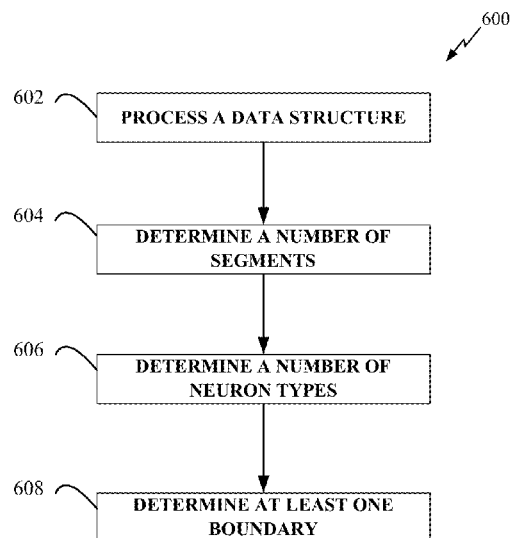 600
602
PROCESS A DATA STRUCTURE
604
DETERMINE A NUMBER OF
SEGMENTS
606
DETERMINE A NUMBER OF
NEURON TYPES
608
DETERMINE AT LEAST ONE
BOUNDARY